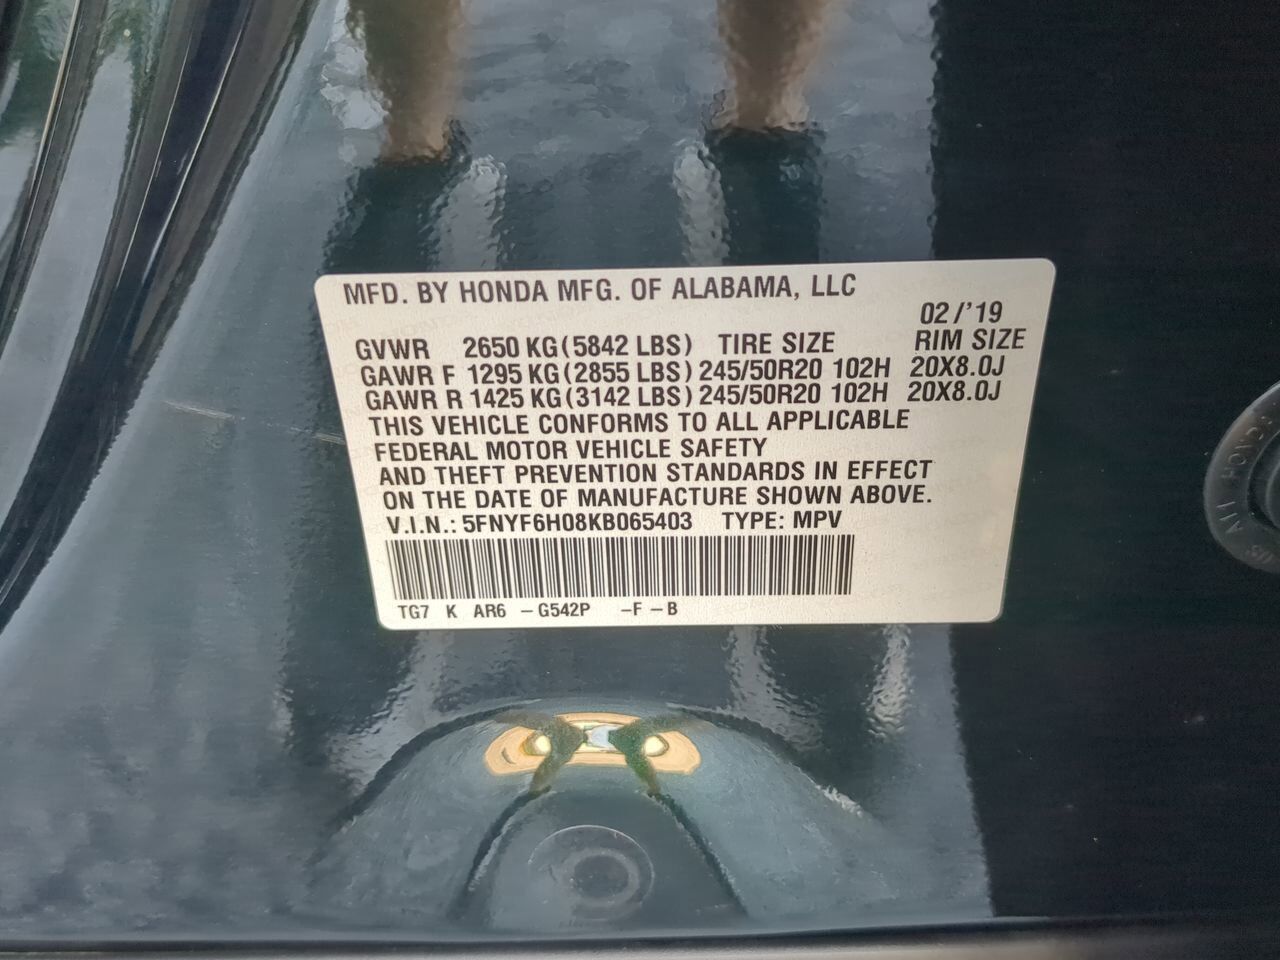 MFD. BY HONDA MFG. OF ALABAMA, LLC
02/'19
GVWR 2650 KG(5842 LBS) TIRE SIZE RIM SIZE
GAWR F 1295 KG(2855 LBS) 245/50R20 102H 20X8.0J
GAWR R 1425 KG(3142 LBS) 245/50R20 102H 20X8.0J
THIS VEHICLE CONFORMS TO ALL APPLICABLE
FEDERAL MOTOR VEHICLE SAFETY
AND THEFT PREVENTION STANDARDS IN EFFECT
ON THE DATE OF MANUFACTURE SHOWN ABOVE.
V.I.N.: 5FNYF6H08KB065403 TYPE: MPV
TG7 K AR6 -G542P -F-B